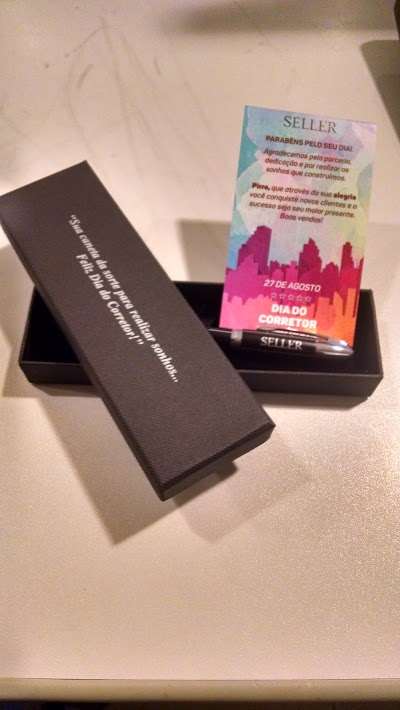 SELLER
PARABÉNS PELO SEU DIA!
Agradecemos pela parceria,
dedicação e por realizar os
sonhos que construímos.
que através da sua alegria
você conquiste novos clientes e o
sucesso seja seu maior presente.
Boas vendas!
27 DE AGOSTO
DIA DO
CORRETOR
SELLER
"Sua caneta da sorte para realizar sonhos...
Feliz Dia do Corretor!"